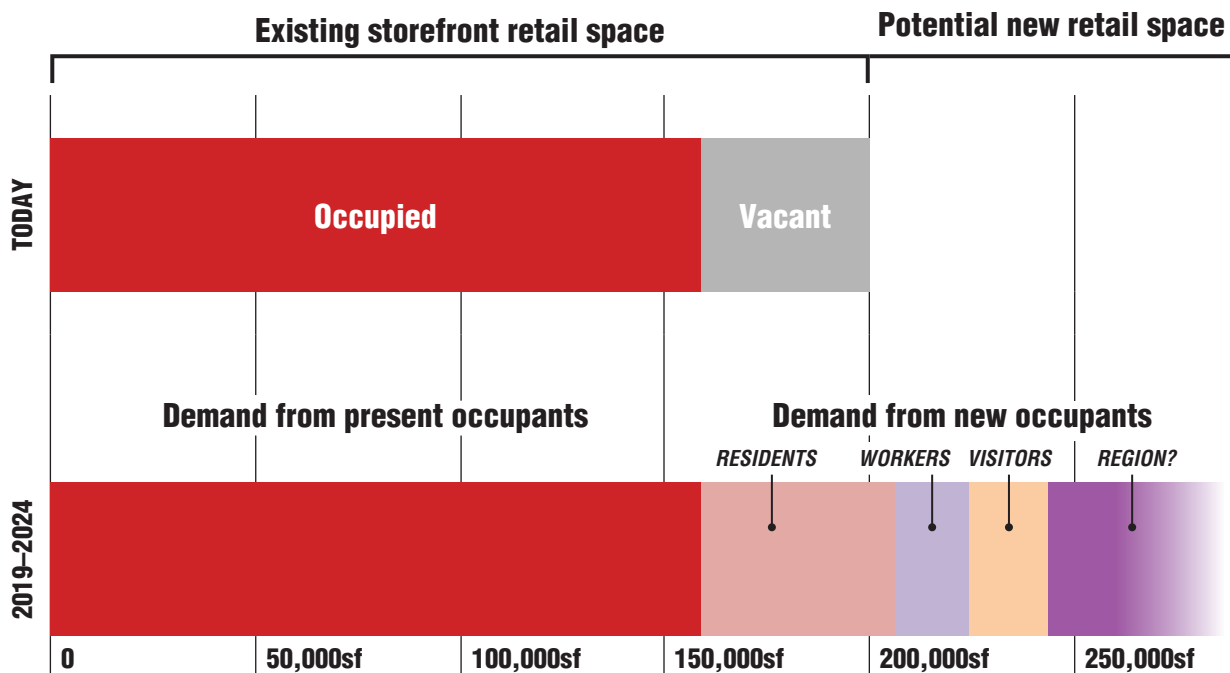 Existing storefront retail space
Potential new retail space
TODAY
Occupied
Vacant
Demand from present occupants
Demand from new occupants
RESIDENTS
WORKERS
VISITORS
REGION?
2019–2024
0
50,000sf
100,000sf
150,000sf
200,000sf
250,000sf